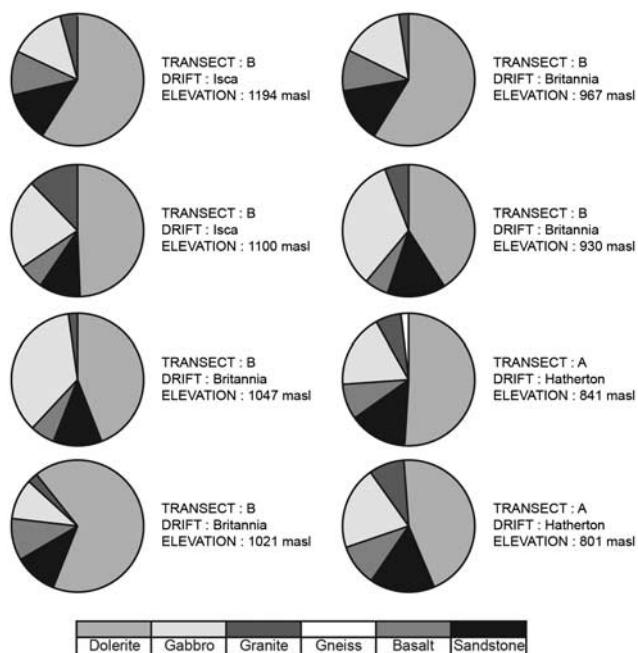 TRANSECT : B
DRIFT : Isca
ELEVATION : 1194 masl
TRANSECT : B
DRIFT : Britannia
ELEVATION : 967 masl
TRANSECT : B
DRIFT : Isca
ELEVATION : 1100 masl
TRANSECT : B
DRIFT : Britannia
ELEVATION : 930 masl
TRANSECT : B
DRIFT : Britannia
ELEVATION : 1047 masl
TRANSECT : A
DRIFT : Hatherton
ELEVATION : 841 masl
TRANSECT : B
DRIFT : Britannia
ELEVATION : 1021 masl
TRANSECT : A
DRIFT : Hatherton
ELEVATION : 801 masl
Dolerite Gabbro Granite Gneiss Basalt Sandstone